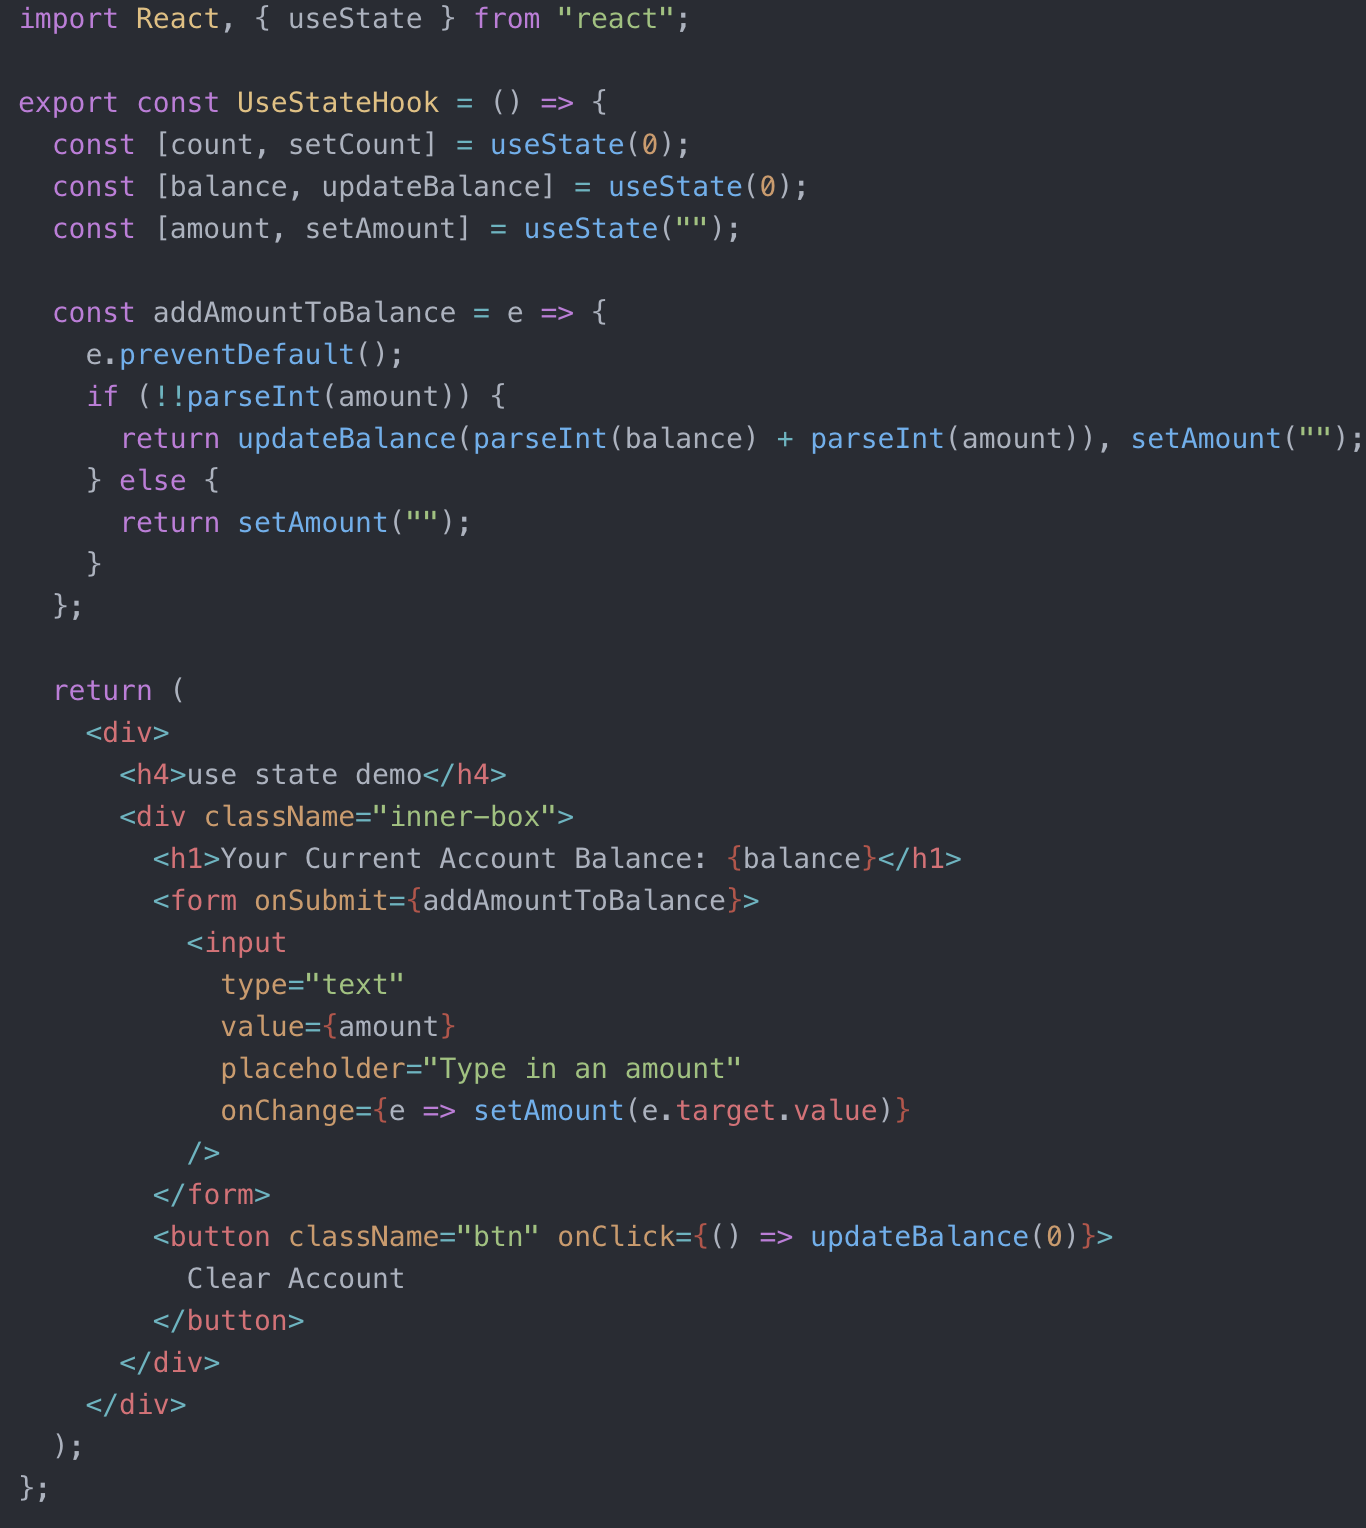 import React, { useState } from "react";

export const UseStateHook = () => {
  const [count, setCount] = useState(0);
  const [balance, updateBalance] = useState(0);
  const [amount, setAmount] = useState("");

  const addAmountToBalance = e => {
    e.preventDefault();
    if (!!parseInt(amount)) {
      return updateBalance(parseInt(balance) + parseInt(amount)), setAmount("");
    } else {
      return setAmount("");
    }
  };

  return (
    <div>
      <h4>use state demo</h4>
      <div className="inner-box">
        <h1>Your Current Account Balance: {balance}</h1>
        <form onSubmit={addAmountToBalance}>
          <input
            type="text"
            value={amount}
            placeholder="Type in an amount"
            onChange={e => setAmount(e.target.value)}
          />
        </form>
        <button className="btn" onClick={() => updateBalance(0)}>
          Clear Account
        </button>
      </div>
    </div>
  );
};